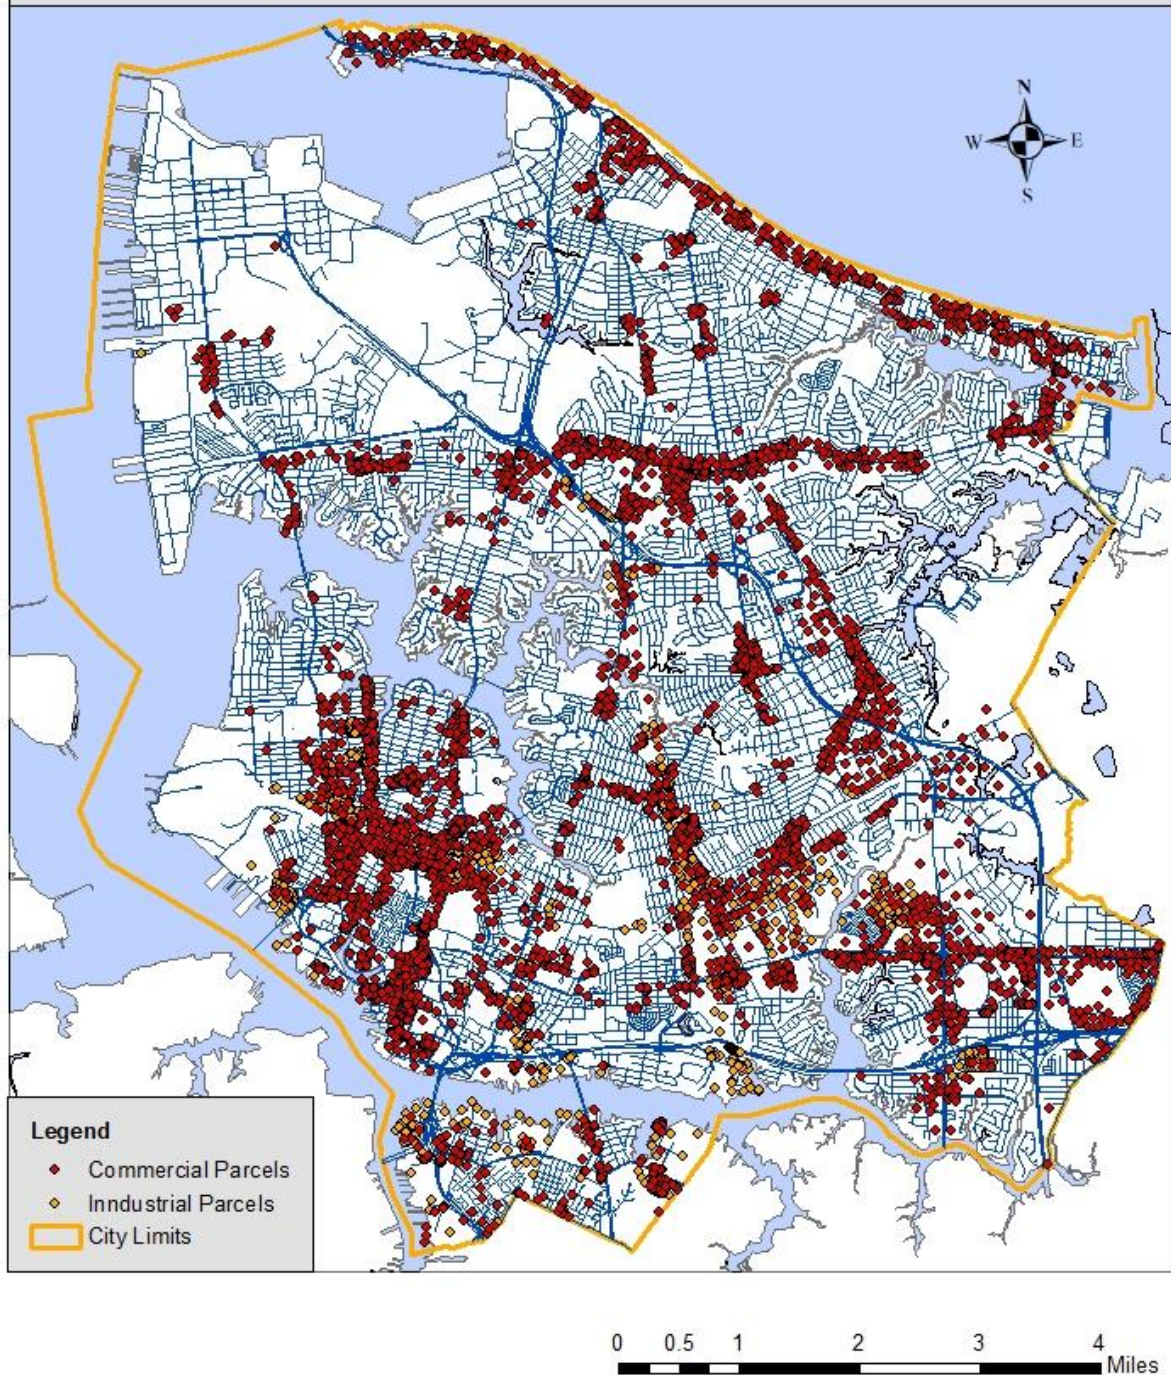 N
W E
S
Legend
Commercial Parcels
Inndustrial Parcels
City Limits
0 0.5 1 2 3 4
Miles